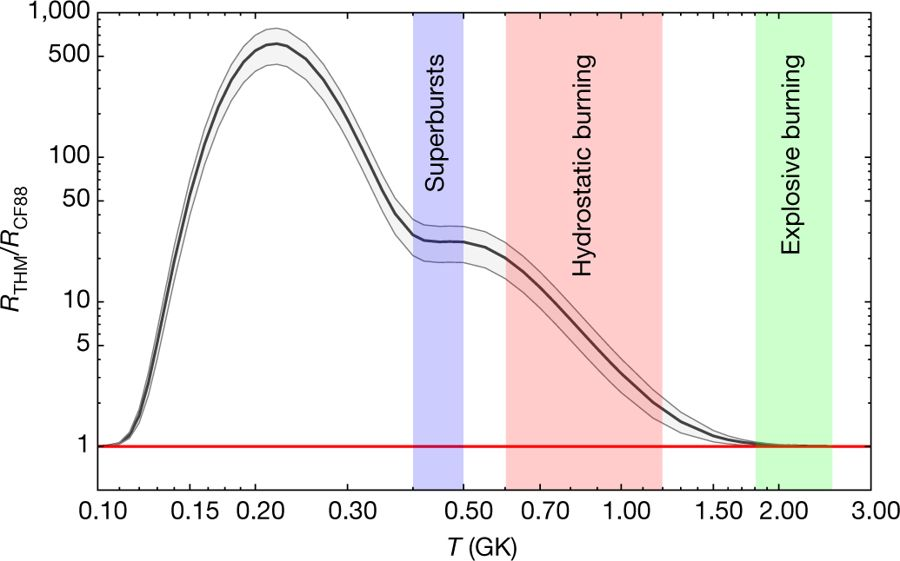 1,000
500
100
50
10
5
1
R_THM/R_CF88
Superbursts
Hydrostatic burning
Explosive burning
0.10 0.15 0.20 0.30 0.50 0.70 1.00 1.50 2.00 3.00
T (GK)